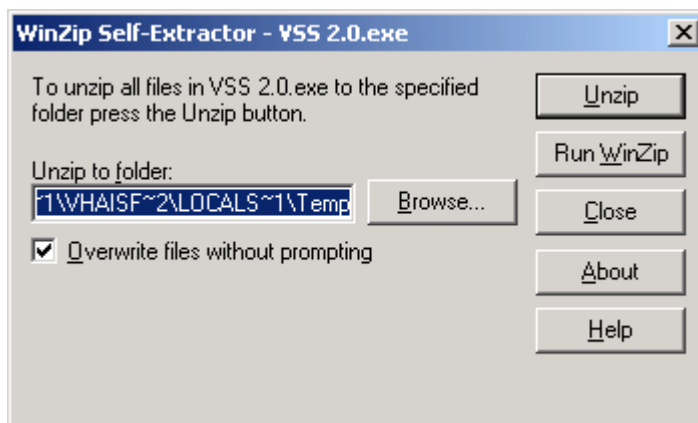 WinZip Self-Extractor - VSS 2.0.exe
To unzip all files in VSS 2.0.exe to the specified
folder press the Unzip button.
Unzip to folder:
~1\VHAISF~2\LOCALS~1\Temp
Browse...
Overwrite files without prompting
Unzip
Run WinZip
Close
About
Help